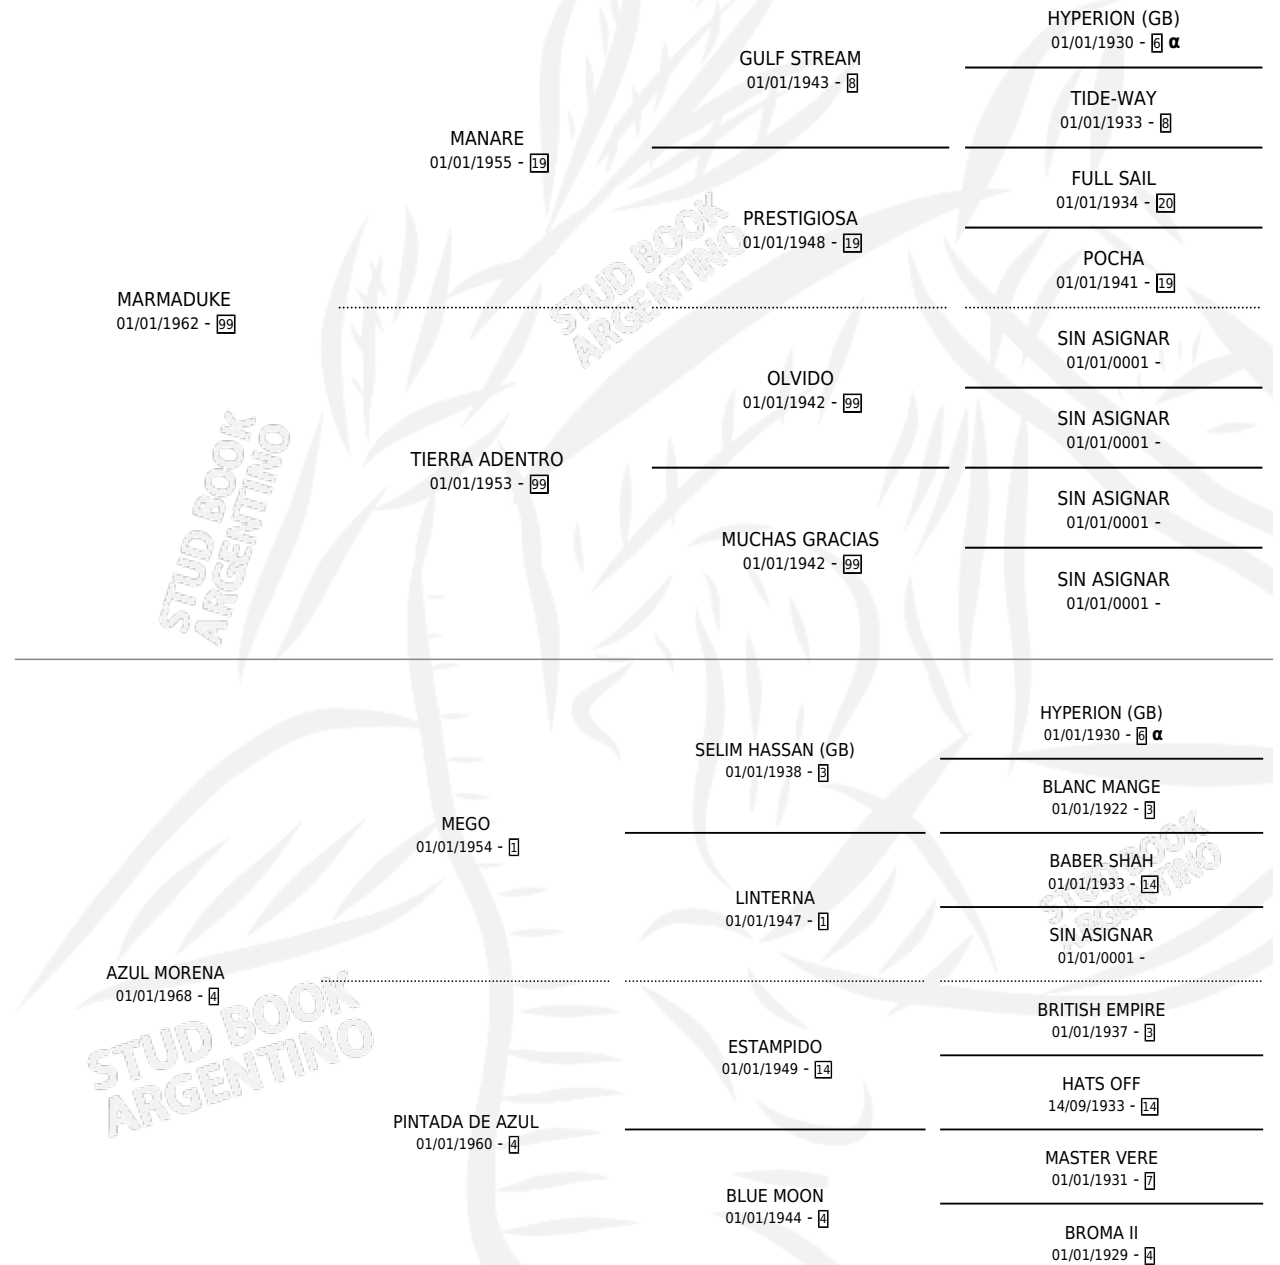 HYPERION (GB)
01/01/1930 - 6 α
GULF STREAM
01/01/1943 - 8
TIDE-WAY
01/01/1933 - 8
MANARE
01/01/1955 - 19
FULL SAIL
01/01/1934 - 20
PRESTIGIOSA
01/01/1948 - 19
POCHA
01/01/1941 - 19
STUD BOOK
ARGENTINO
MARMADUKE
01/01/1962 - 99
SIN ASIGNAR
01/01/0001 -
OLVIDO
01/01/1942 - 99
SIN ASIGNAR
01/01/0001 -
TIERRA ADENTRO
01/01/1953 - 99
SIN ASIGNAR
01/01/0001 -
MUCHAS GRACIAS
01/01/1942 - 99
SIN ASIGNAR
01/01/0001 -
STUD BOOK
ARGENTINO
HYPERION (GB)
01/01/1930 - 6 α
SELIM HASSAN (GB)
01/01/1938 - 3
BLANC MANGE
01/01/1922 - 3
MEGO
01/01/1954 - 1
BABER SHAH
01/01/1933 - 14
LINTERNA
01/01/1947 - 1
SIN ASIGNAR
01/01/0001 -
STUD BOOK
ARGENTINO
AZUL MORENA
01/01/1968 - 4
BRITISH EMPIRE
01/01/1937 - 3
ESTAMPIDO
01/01/1949 - 14
HATS OFF
14/09/1933 - 14
STUD BOOK
ARGENTINO
PINTADA DE AZUL
01/01/1960 - 4
MASTER VERE
01/01/1931 - 7
BLUE MOON
01/01/1944 - 4
BROMA II
01/01/1929 - 4